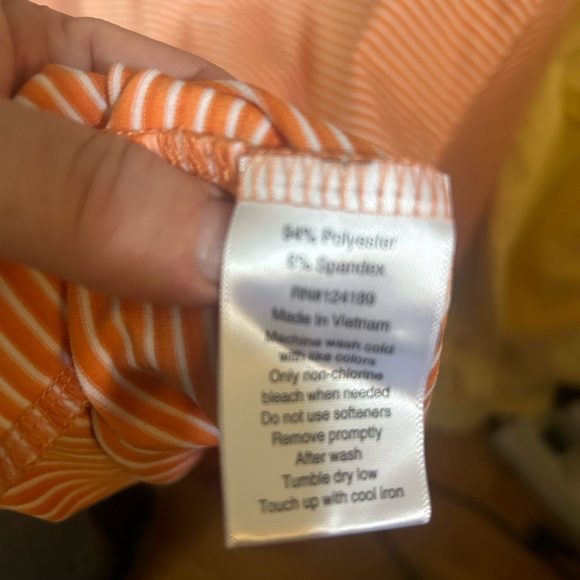 94% Polyester
6% Spandex
RN#124189
Made in Vietnam
Machine wash cold
with like colors
Only non-chlorine
bleach when needed
Do not use softeners
Remove promptly
After wash
Tumble dry low
Touch up with cool iron